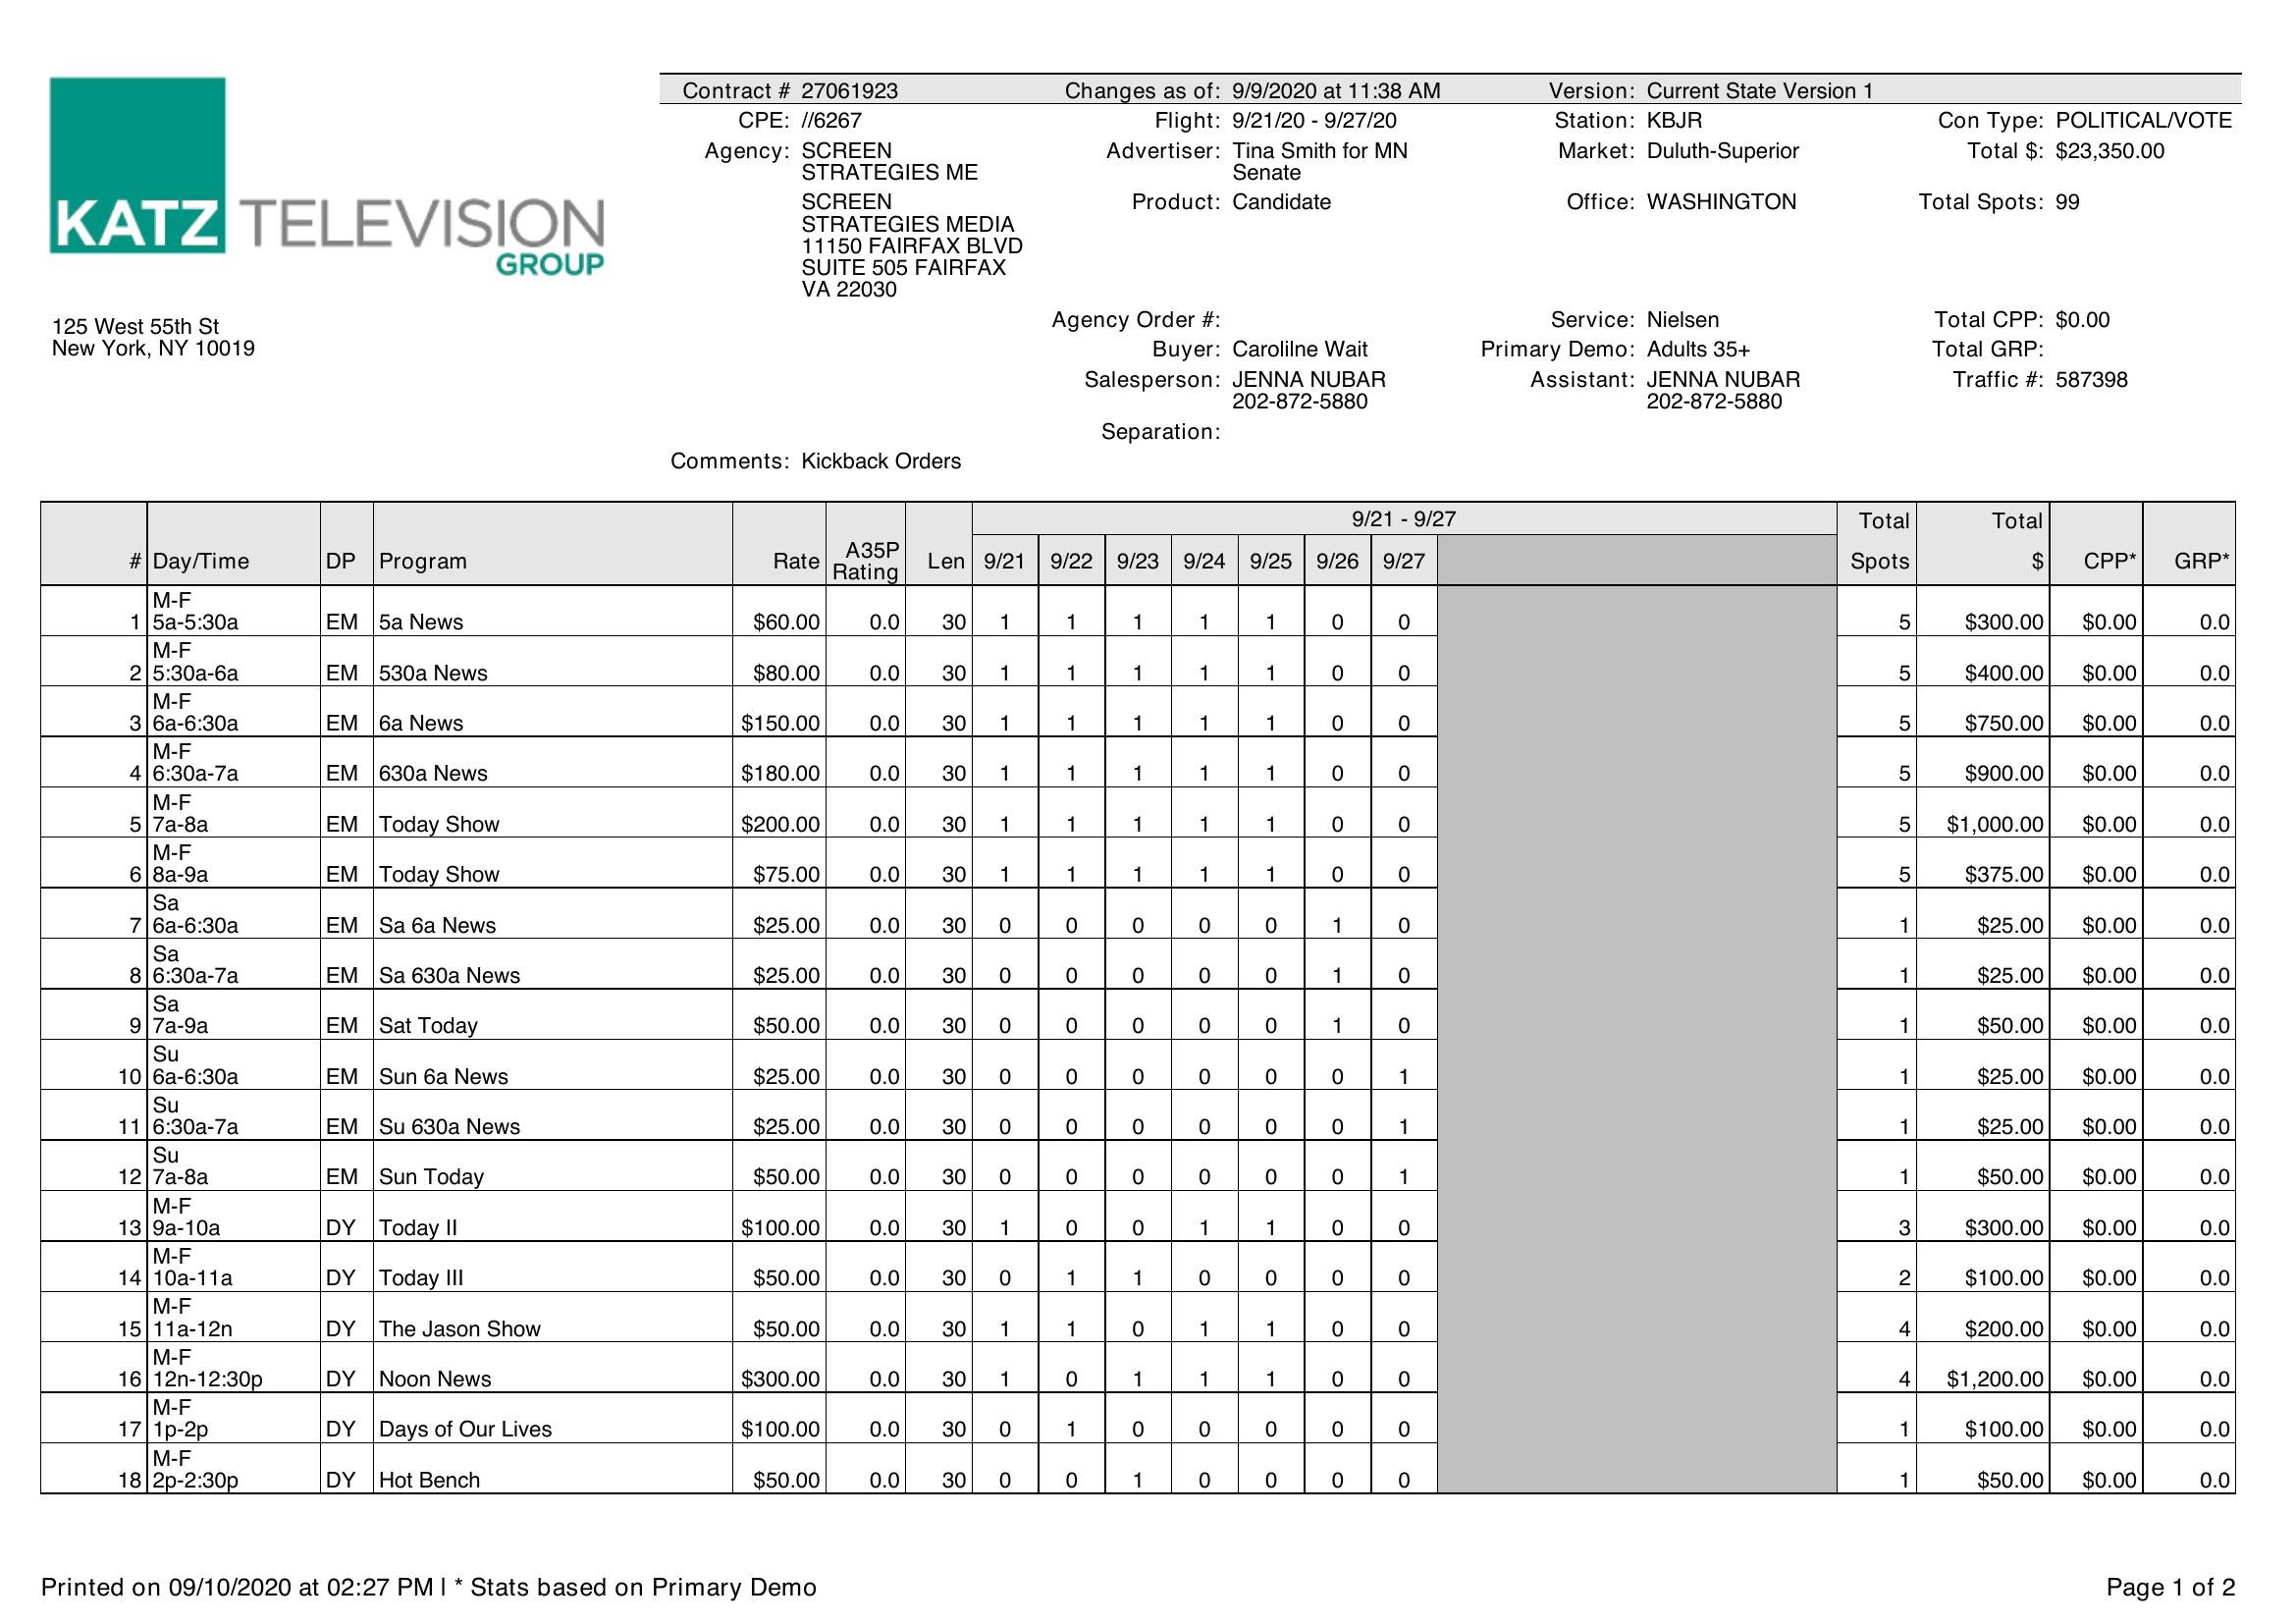 KATZ TELEVISION
GROUP
125 West 55th St
New York, NY 10019
Contract # 27061923 Changes as of: 9/9/2020 at 11:38 AM Version: Current State Version 1
CPE: //6267 Flight: 9/21/20 - 9/27/20 Station: KBJR Con Type: POLITICAL/VOTE
Agency: SCREEN Advertiser: Tina Smith for MN Market: Duluth-Superior Total $: $23,350.00
STRATEGIES ME Senate
SCREEN Product: Candidate Office: WASHINGTON Total Spots: 99
STRATEGIES MEDIA
11150 FAIRFAX BLVD
SUITE 505 FAIRFAX
VA 22030
Agency Order #: Service: Nielsen Total CPP: $0.00
Buyer: Carolilne Wait Primary Demo: Adults 35+ Total GRP:
Salesperson: JENNA NUBAR Assistant: JENNA NUBAR Traffic #: 587398
202-872-5880 202-872-5880
Separation:
Comments: Kickback Orders
9/21 - 9/27 Total Total
# Day/Time DP Program Rate A35P Rating Len 9/21 9/22 9/23 9/24 9/25 9/26 9/27 Spots $ CPP* GRP*
M-F
1 5a-5:30a EM 5a News $60.00 0.0 30 1 1 1 1 1 0 0 5 $300.00 $0.00 0.0
M-F
2 5:30a-6a EM 530a News $80.00 0.0 30 1 1 1 1 1 0 0 5 $400.00 $0.00 0.0
M-F
3 6a-6:30a EM 6a News $150.00 0.0 30 1 1 1 1 1 0 0 5 $750.00 $0.00 0.0
M-F
4 6:30a-7a EM 630a News $180.00 0.0 30 1 1 1 1 1 0 0 5 $900.00 $0.00 0.0
M-F
5 7a-8a EM Today Show $200.00 0.0 30 1 1 1 1 1 0 0 5 $1,000.00 $0.00 0.0
M-F
6 8a-9a EM Today Show $75.00 0.0 30 1 1 1 1 1 0 0 5 $375.00 $0.00 0.0
Sa
7 6a-6:30a EM Sa 6a News $25.00 0.0 30 0 0 0 0 0 1 0 1 $25.00 $0.00 0.0
Sa
8 6:30a-7a EM Sa 630a News $25.00 0.0 30 0 0 0 0 0 1 0 1 $25.00 $0.00 0.0
Sa
9 7a-9a EM Sat Today $50.00 0.0 30 0 0 0 0 0 1 0 1 $50.00 $0.00 0.0
Su
10 6a-6:30a EM Sun 6a News $25.00 0.0 30 0 0 0 0 0 0 1 1 $25.00 $0.00 0.0
Su
11 6:30a-7a EM Su 630a News $25.00 0.0 30 0 0 0 0 0 0 1 1 $25.00 $0.00 0.0
Su
12 7a-8a EM Sun Today $50.00 0.0 30 0 0 0 0 0 0 1 1 $50.00 $0.00 0.0
M-F
13 9a-10a DY Today II $100.00 0.0 30 1 0 0 1 1 0 0 3 $300.00 $0.00 0.0
M-F
14 10a-11a DY Today III $50.00 0.0 30 0 1 1 0 0 0 0 2 $100.00 $0.00 0.0
M-F
15 11a-12n DY The Jason Show $50.00 0.0 30 1 1 0 1 1 0 0 4 $200.00 $0.00 0.0
M-F
16 12n-12:30p DY Noon News $300.00 0.0 30 1 0 1 1 1 0 0 4 $1,200.00 $0.00 0.0
M-F
17 1p-2p DY Days of Our Lives $100.00 0.0 30 0 1 0 0 0 0 0 1 $100.00 $0.00 0.0
M-F
18 2p-2:30p DY Hot Bench $50.00 0.0 30 0 0 1 0 0 0 0 1 $50.00 $0.00 0.0
Printed on 09/10/2020 at 02:27 PM | * Stats based on Primary Demo Page 1 of 2